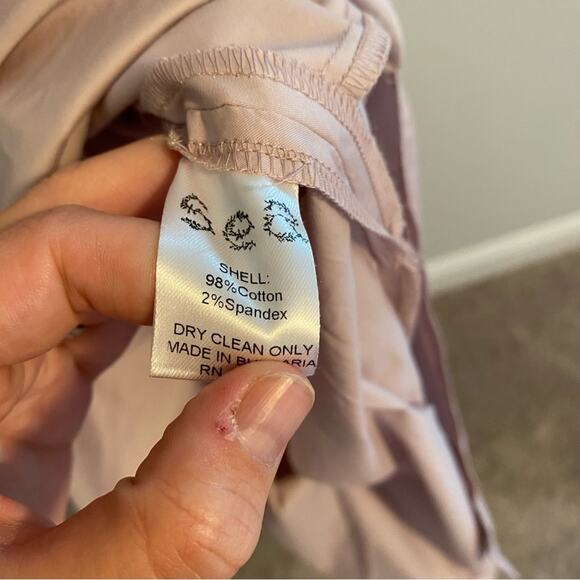 SHELL:
98%Cotton
2%Spandex
DRY CLEAN ONLY
MADE IN
RN